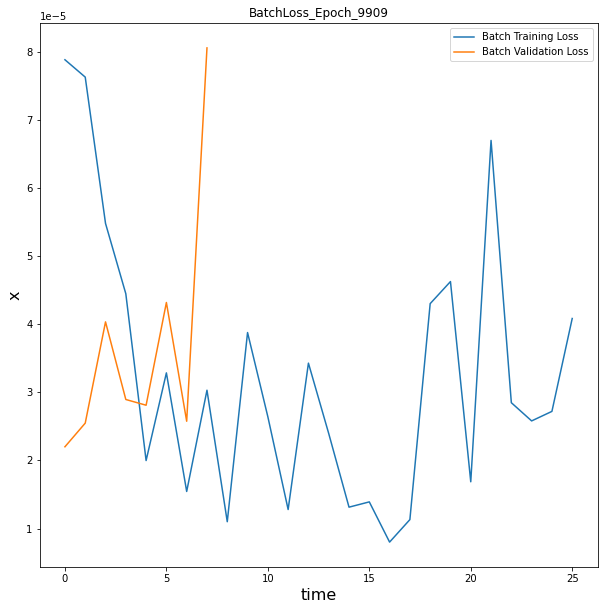 BatchLoss_Epoch_9909
1e−5
Batch Training Loss
Batch Validation Loss
8
7
6
5
4
3
2
1
x
0 5 10 15 20 25
time